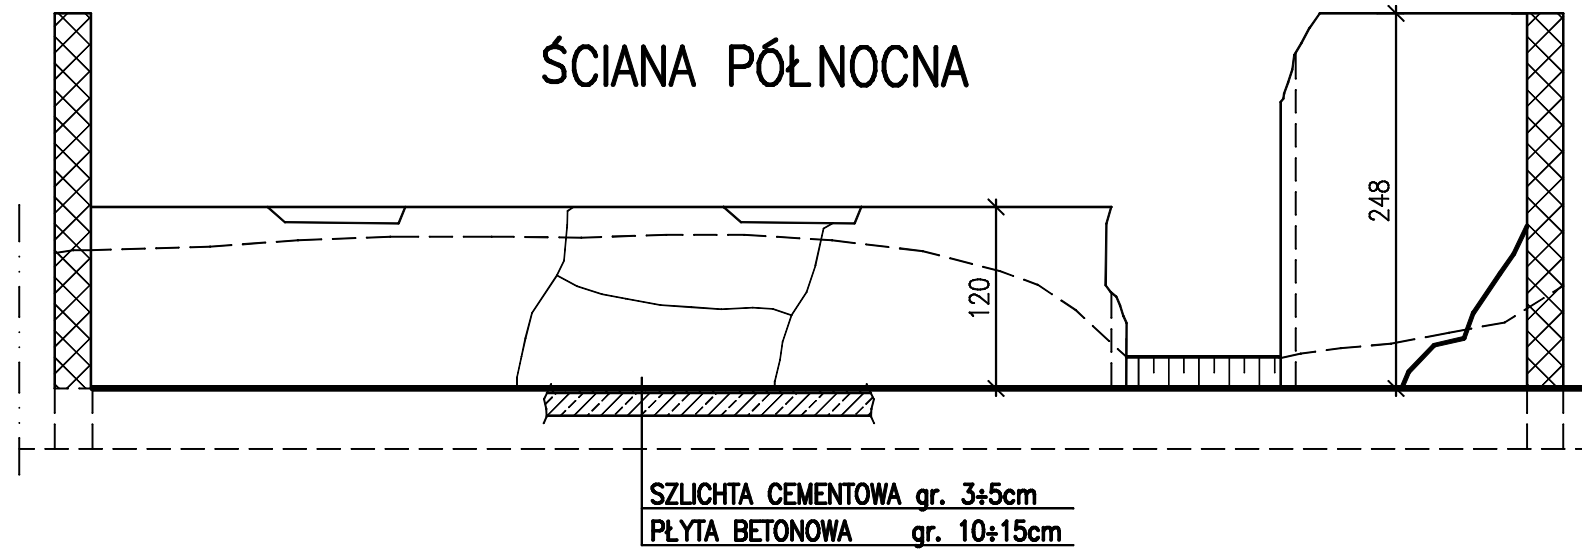 ŚCIANA PÓŁNOCNA
248
120
SZLICHTA CEMENTOWA gr. 3÷5cm
PŁYTA BETONOWA gr. 10÷15cm